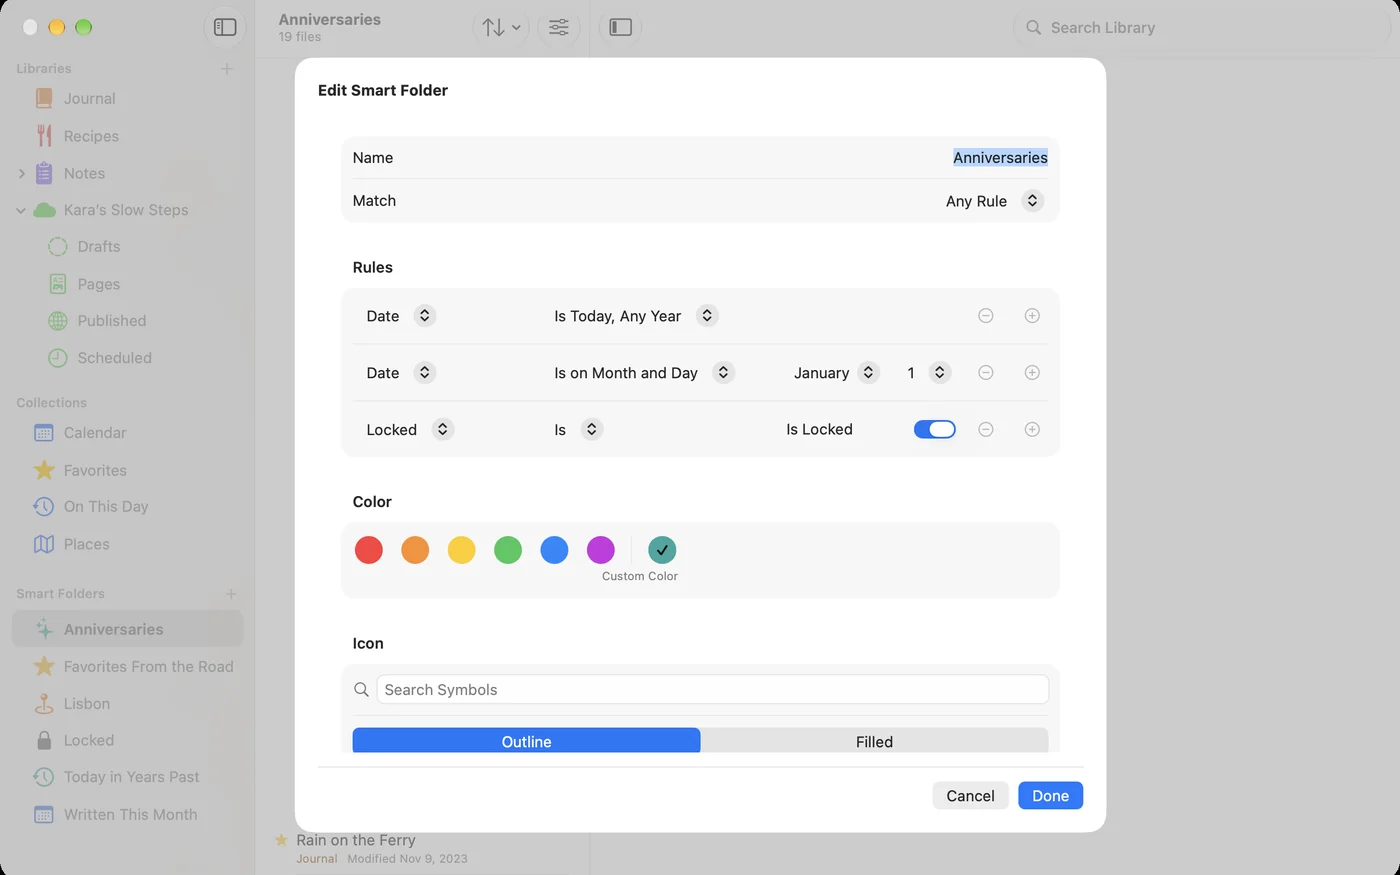 Anniversaries
19 files
Search Library
Libraries
Journal
Recipes
Notes
Kara's Slow Steps
Drafts
Pages
Published
Scheduled
Collections
Calendar
Favorites
On This Day
Places
Smart Folders
Anniversaries
Favorites From the Road
Lisbon
Locked
Today in Years Past
Written This Month
Edit Smart Folder
Name Anniversaries
Match Any Rule
Rules
Date Is Today, Any Year
Date Is on Month and Day January 1
Locked Is Is Locked
Color
Custom Color
Icon
Search Symbols
Outline Filled
Cancel Done
Rain on the Ferry
Journal Modified Nov 9, 2023